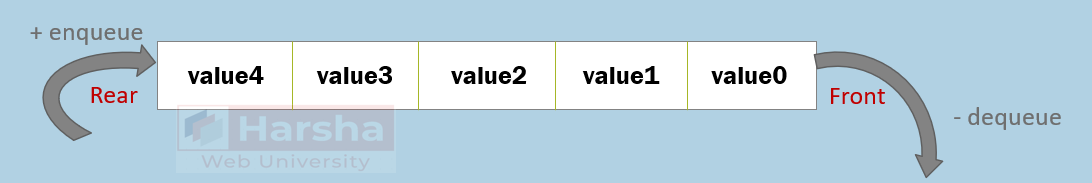 + enqueue
Rear
value4 value3 value2 value1 value0
Front
- dequeue
Harsha
Web University